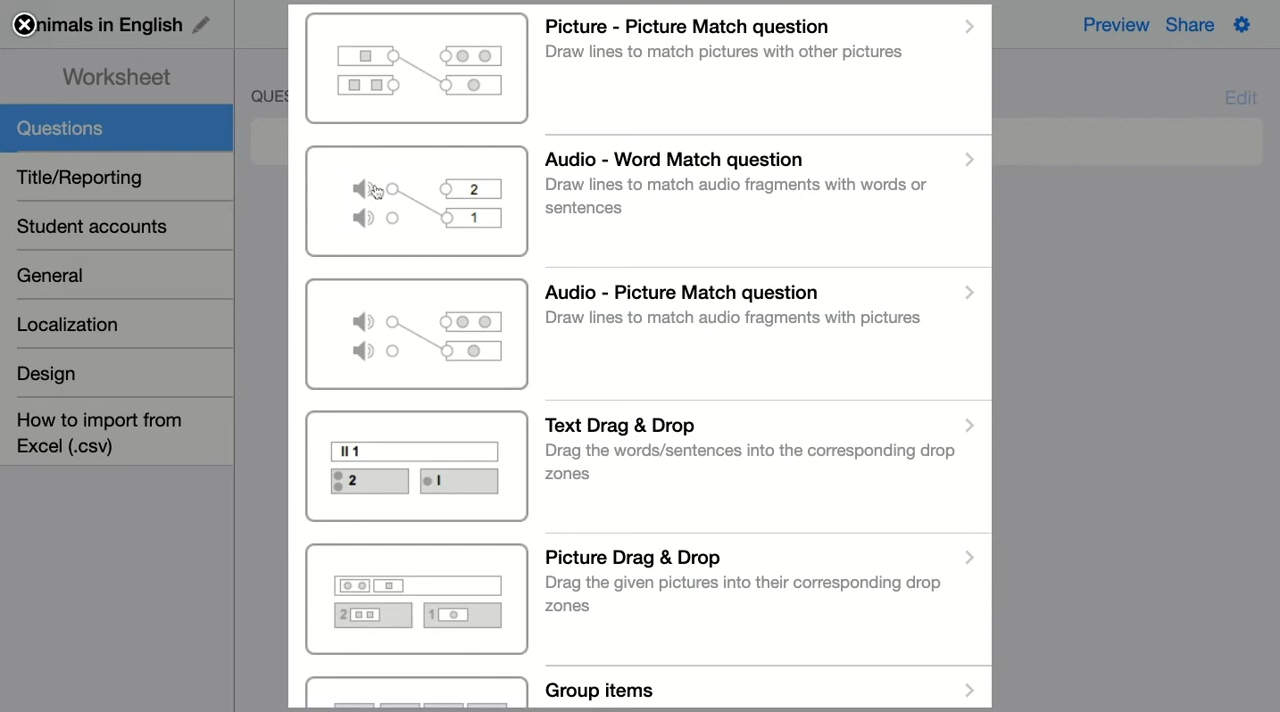 nimals in English
Preview Share
Worksheet
Questions
Title/Reporting
Student accounts
General
Localization
Design
How to import from
Excel (.csv)
QUES
Edit
Picture - Picture Match question
Draw lines to match pictures with other pictures
Audio - Word Match question
Draw lines to match audio fragments with words or
sentences
2
1
Audio - Picture Match question
Draw lines to match audio fragments with pictures
Text Drag & Drop
Drag the words/sentences into the corresponding drop
zones
II 1
2 I
Picture Drag & Drop
Drag the given pictures into their corresponding drop
zones
2 1
Group items